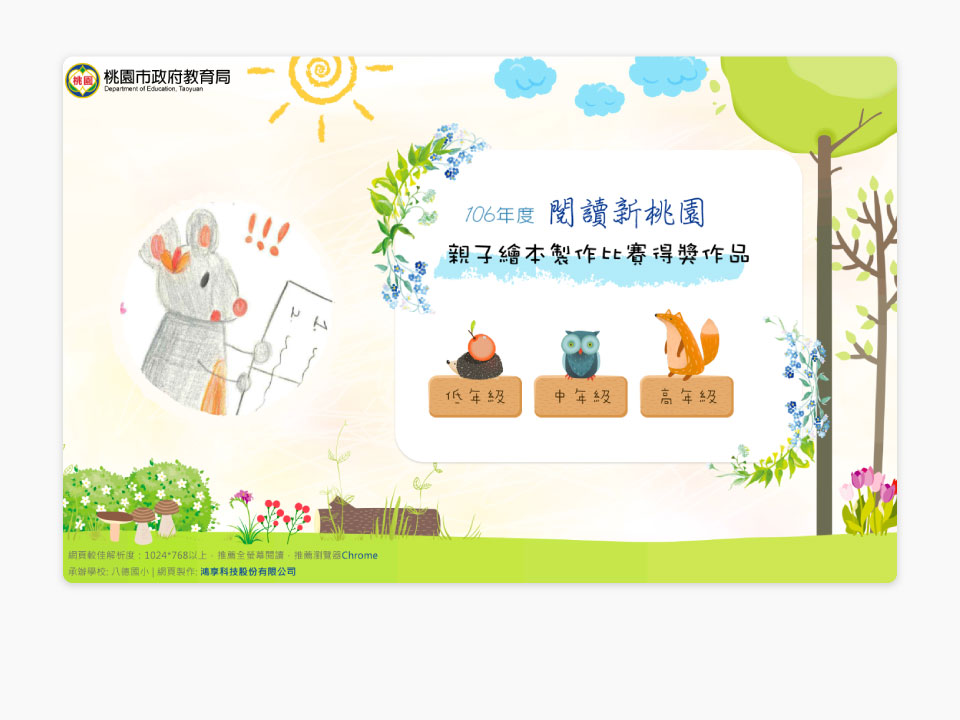 桃園
桃園市政府教育局
Department of Education, Taoyuan
!!!
106年度 閱讀新桃園
親子繪本製作比賽得獎作品
1.
2.
低年級
中年級
高年級
網頁較佳解析度：1024*768以上，推薦全螢幕閱讀，推薦瀏覽器Chrome
承辦學校: 八德國小 | 網頁製作: 鴻享科技股份有限公司